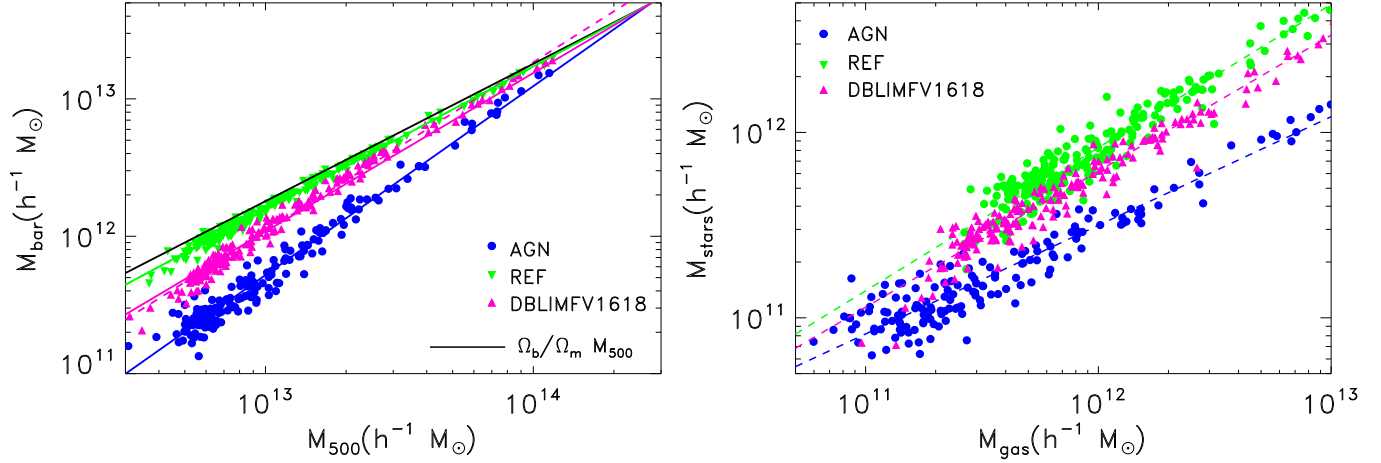 M_bar(h^-1 M_⊙)
10^13
10^12
10^11
AGN
REF
DBLIMFV1618
Ω_b/Ω_m M_500
10^13 10^14
M_500(h^-1 M_⊙)
M_stars(h^-1 M_⊙)
AGN
REF
DBLIMFV1618
10^12
10^11
10^11 10^12 10^13
M_gas(h^-1 M_⊙)